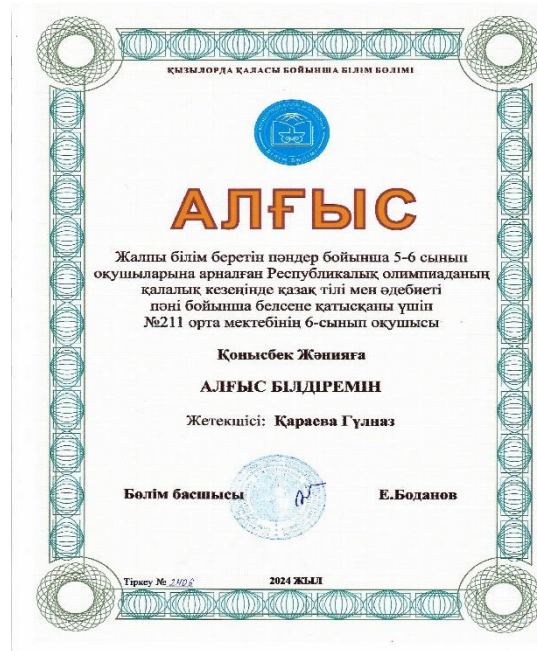 ҚЫЗЫЛОРДА ҚАЛАСЫ БОЙЫНША БІЛІМ БӨЛІМІ
АЛҒЫС
Жалпы білім беретін пәндер бойынша 5-6 сынып
оқушыларына арналған Республикалық олимпиаданың
қалалық кезеңінде қазақ тілі мен әдебиеті
пәні бойынша белсене қатысқаны үшін
№211 орта мектебінің 6-сынып оқушысы
Қонысбек Жәнияға
АЛҒЫС БІЛДІРЕМІН
Жетекшісі: Қараева Гүлназ
Бөлім басшысы Е.Боданов
Тіркеу № 2406 2024 ЖЫЛ